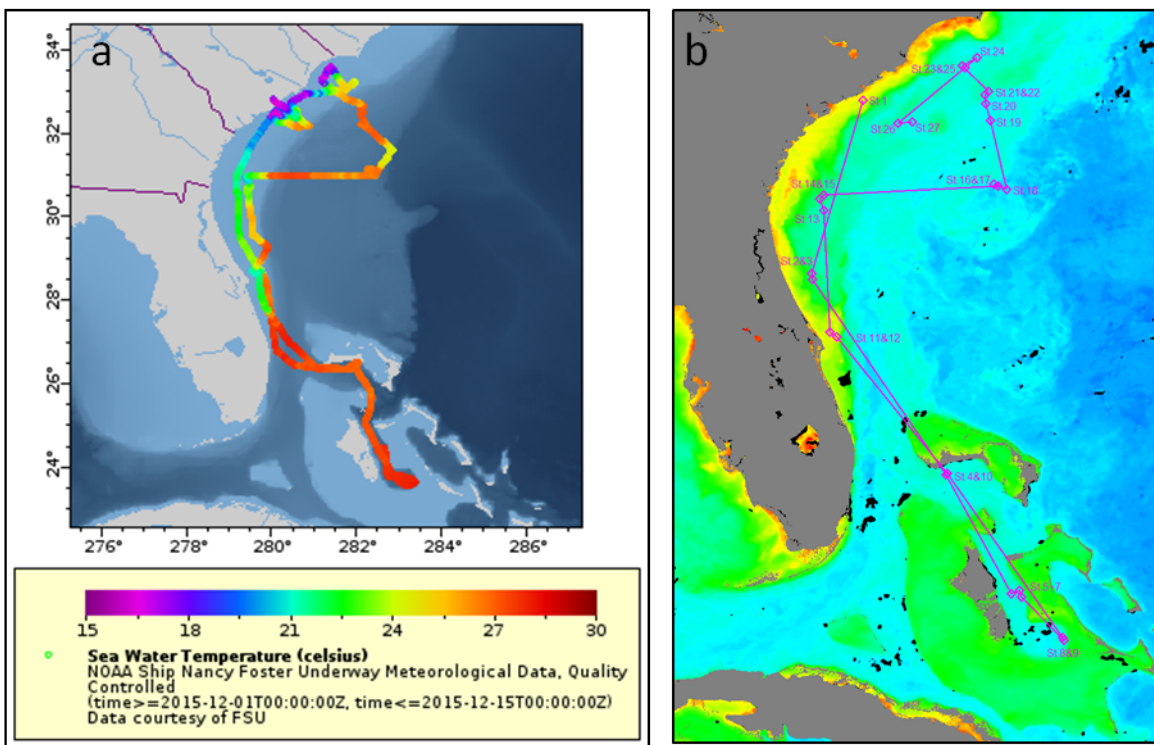 a
34°
32°
30°
28°
26°
24°
276°
278°
280°
282°
284°
286°
15
18
21
24
27
30
Sea Water Temperature (celsius)
NOAA Ship Nancy Foster Underway Meteorological Data, Quality
Controlled
(time>=2015-12-01T00:00:00Z, time<=2015-12-15T00:00:00Z)
Data courtesy of FSU
b
St.24
St.23&25
St.1
St.21&22
St.20
St.26
St.27
St.19
St.14&15
St.16&17
St.18
St.13
St.2&3
St.11&12
St.4&10
St.5-7
St.8&9